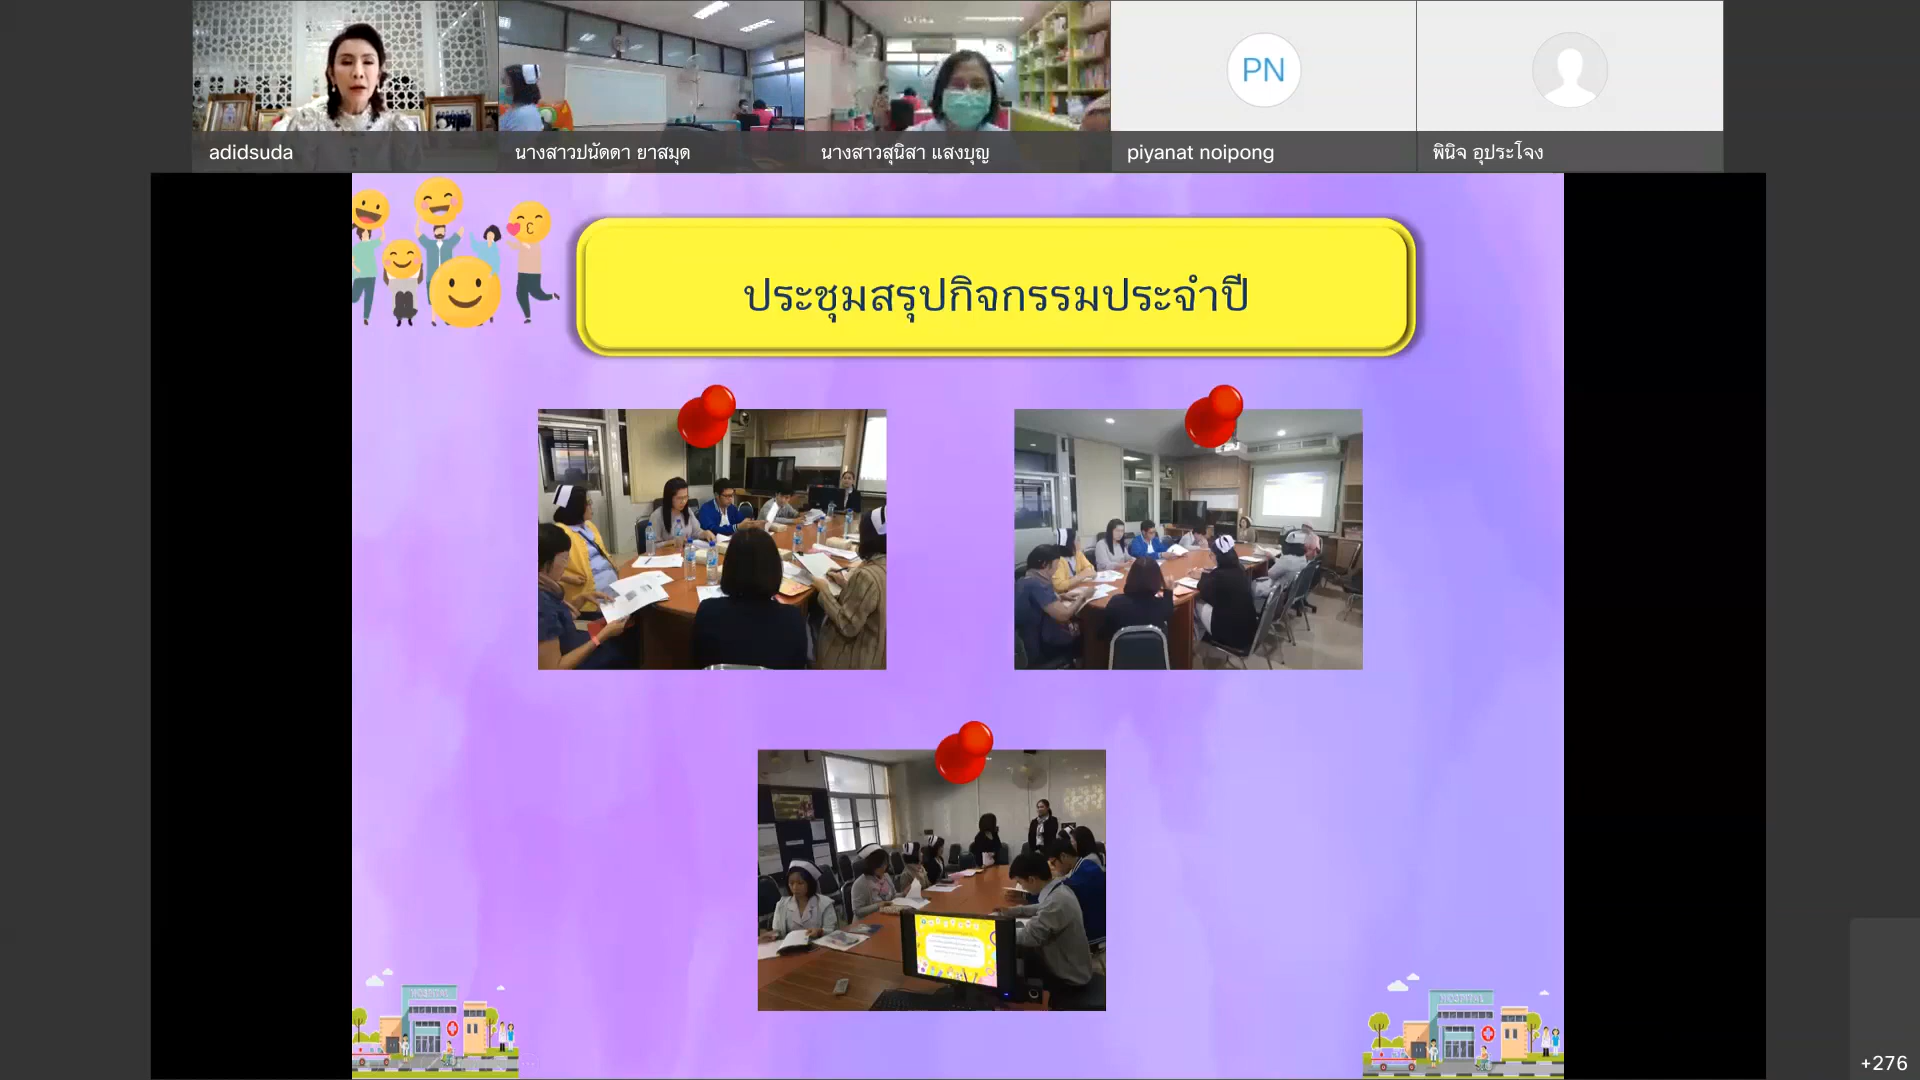 adidsuda
นางสาวปนัดดา ยาสมุด
นางสาวสุนิสา แสงบุญ
PN
piyanat noipong
พินิจ อุประโจง
ประชุมสรุปกิจกรรมประจำปี
HOSPITAL
HOSPITAL
+276